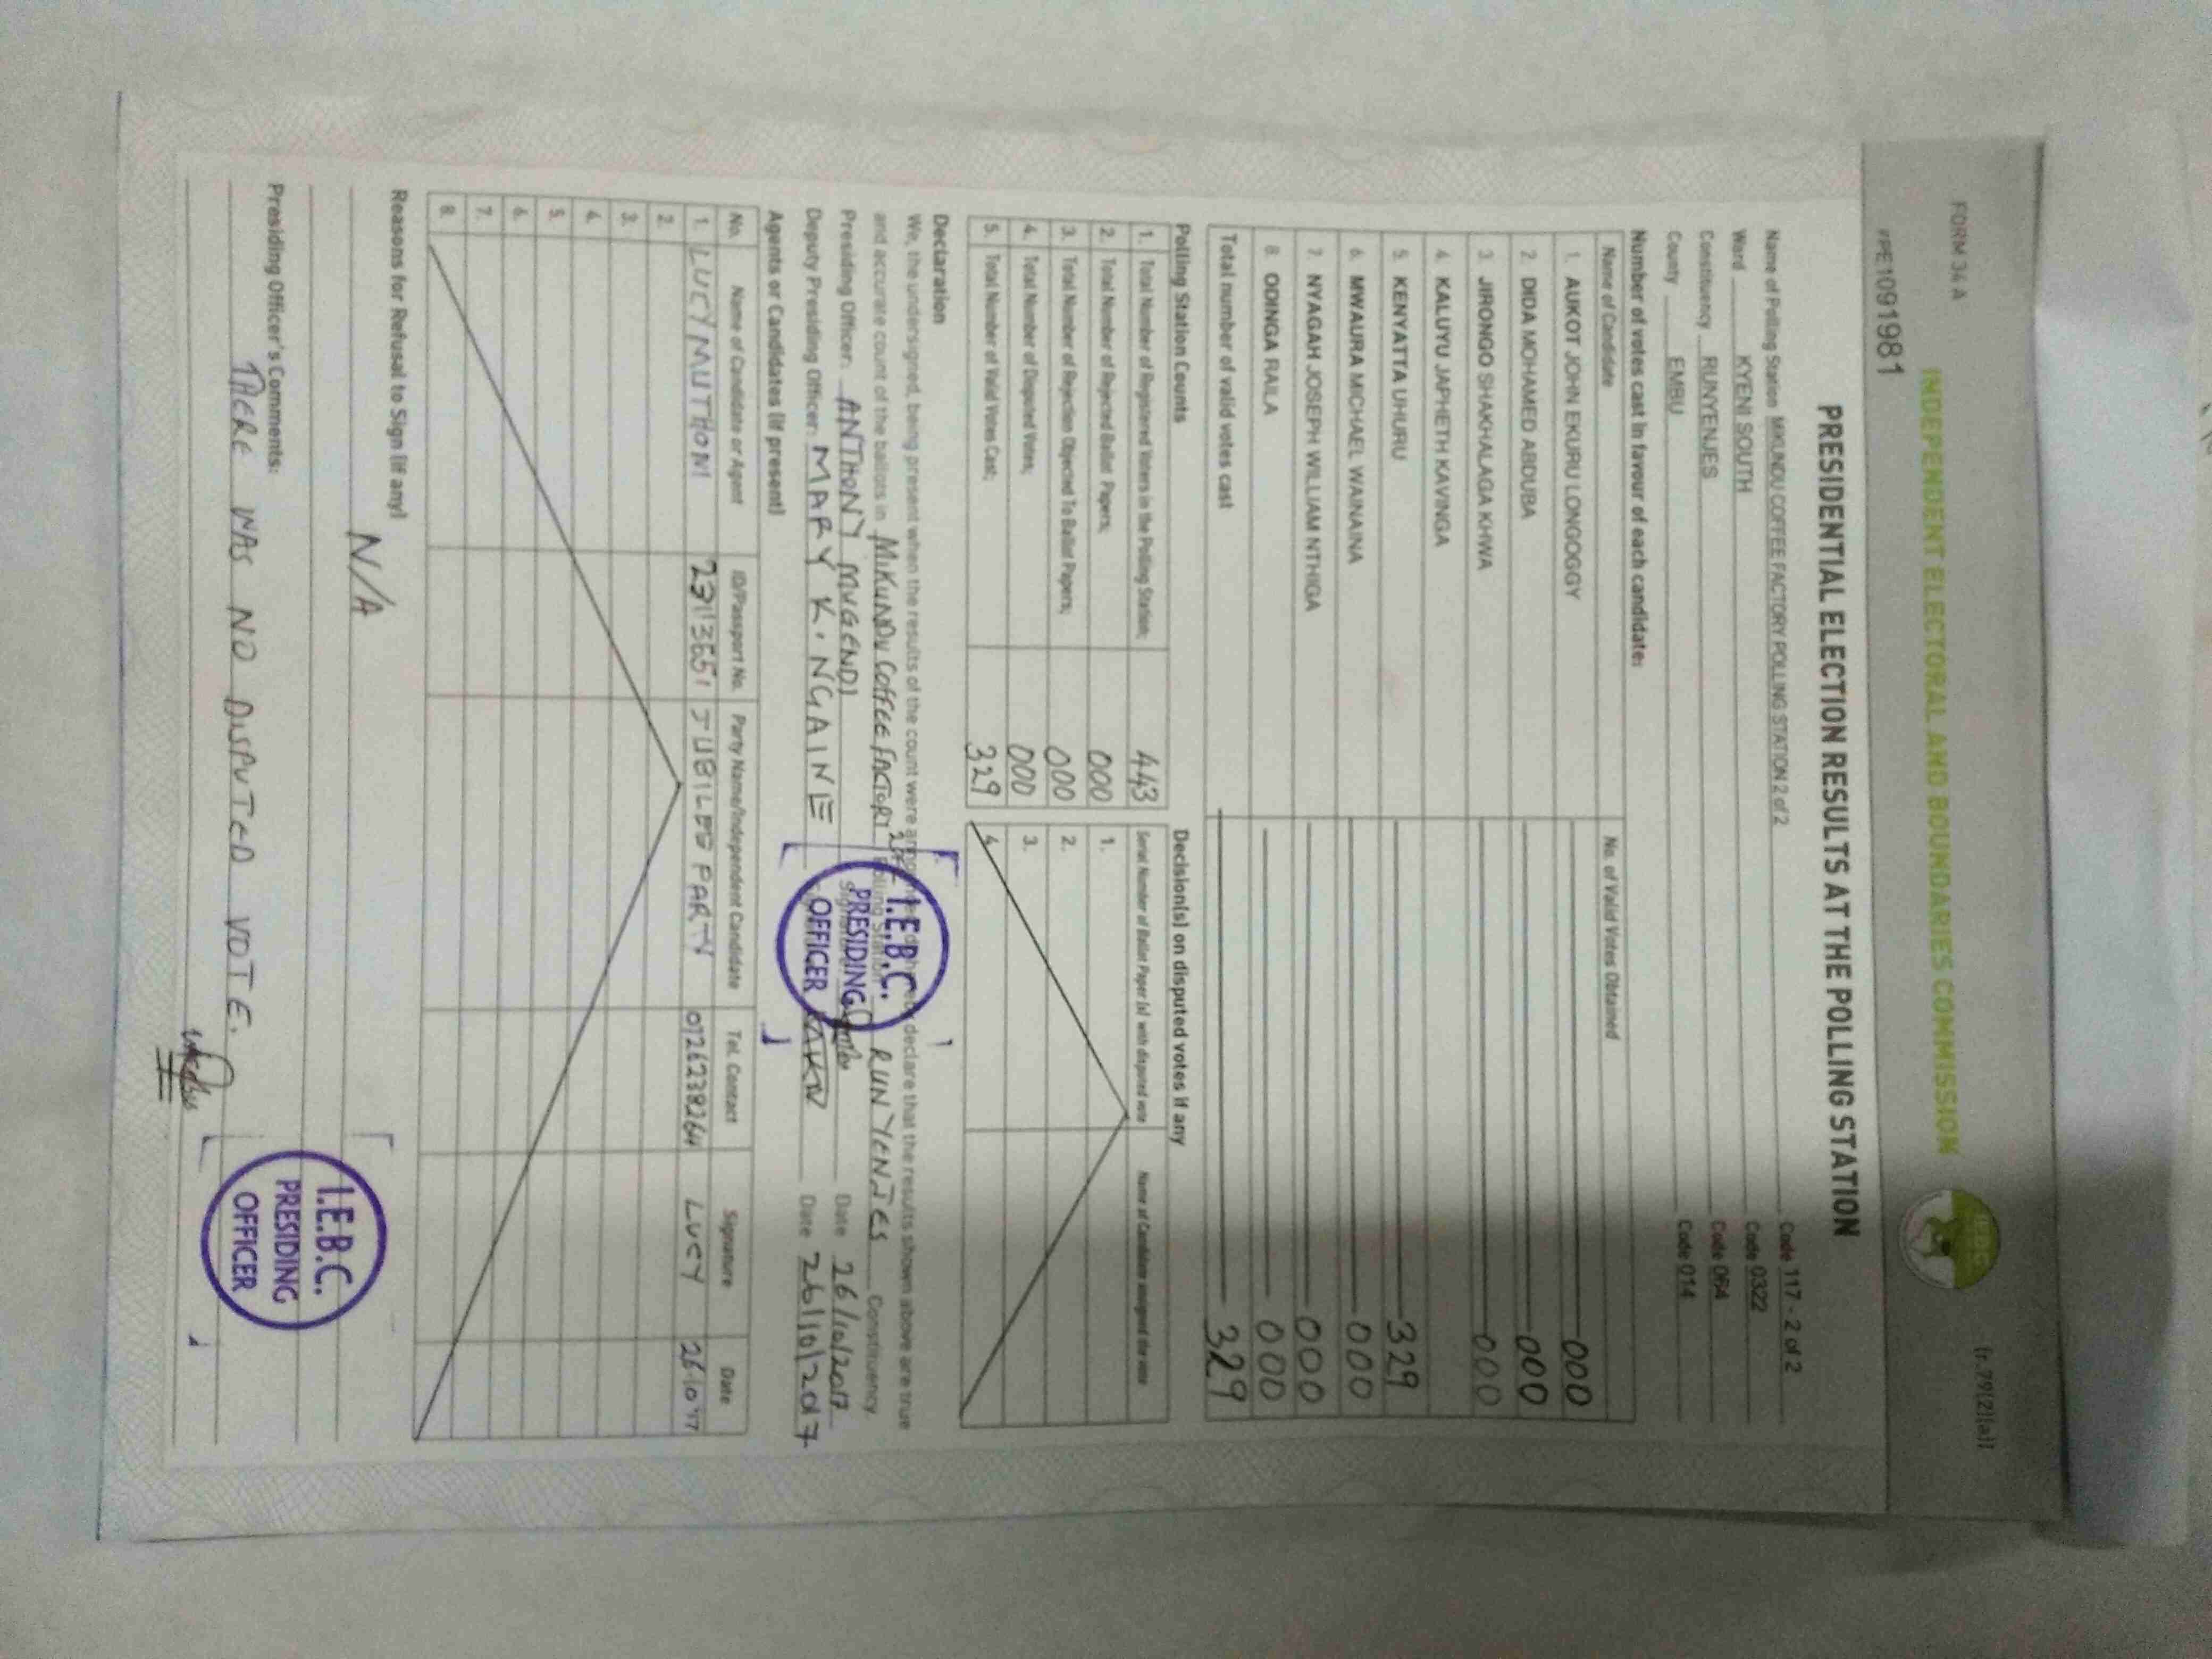 FORM 34 A
(r.79(2)(a))
INDEPENDENT ELECTORAL AND BOUNDARIES COMMISSION
IEBC
PRESIDENTIAL ELECTION RESULTS AT THE POLLING STATION
Name of Polling Station MIKUNDU COFFEE FACTORY POLLING STATION 2 of 2 Code 117 - 2 of 2
Ward KYENI SOUTH Code 0322
Constituency RUNYENJES Code 064
County EMBU Code 014
Number of votes cast in favour of each candidate:
Name of Candidate No. of Valid Votes Obtained
1. AUKOT JOHN EKURU LONGOGGY 000
2. DIDA MOHAMED ABDUBA 000
3. JIRONGO SHAKHALAGA KHWA 000
4. KALUYU JAPHETH KAVINGA
5. KENYATTA UHURU 329
6. MWAURA MICHAEL WAINAINA 000
7. NYAGAH JOSEPH WILLIAM NTHIGA 000
8. ODINGA RAILA 000
Total number of valid votes cast 329
Polling Station Counts
1. Total Number of Registered Voters in the Polling Station; 443
2. Total Number of Rejected Ballot Papers; 000
3. Total Number of Rejection Objected To Ballot Papers; 000
4. Total Number of Disputed Votes; 000
5. Total Number of Valid Votes Cast; 329
Decision(s) on disputed votes if any
Serial Number of Ballot Paper (s) with disputed vote Name of Candidate assigned the vote
1.
2.
3.
4.
Declaration
We, the undersigned, being present when the results of the count were announced, hereby declare that the results shown above are true
and accurate count of the ballots in MIKUNDU COFFEE FACTORY Polling Station RUNYENJES Constituency
Presiding Officer: ANTHONY MUGENDI Date 26/10/2017
Deputy Presiding Officer: MARY K. NGAINE Date 26/10/2017
I.E.B.C.
PRESIDING
OFFICER
Agents or Candidates (if present)
No. Name of Candidate or Agent ID/Passport No. Party Name/Independent Candidate Tel. Contact Signature Date
1. LUCY MUTHONI 23113651 JUBILEE PARTY 0726238264 LUCY 26 10 17
2.
3.
4.
5.
6.
7.
8.
Reasons for Refusal to Sign (if any)
N/A
Presiding Officer's Comments:
THERE WAS NO DISPUTED VOTE.
I.E.B.C.
PRESIDING
OFFICER